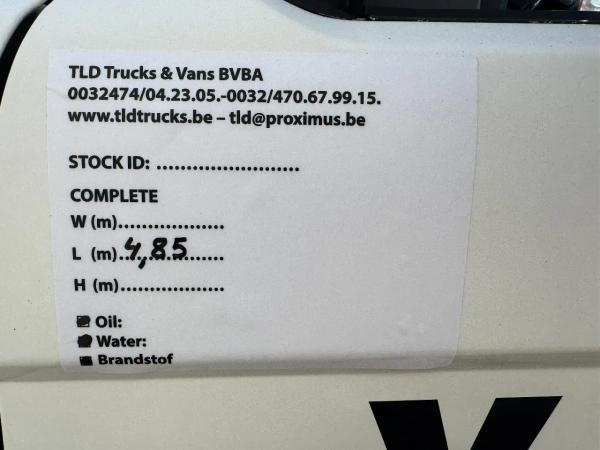 TLD Trucks & Vans BVBA
0032474/04.23.05.-0032/470.67.99.15.
www.tldtrucks.be – tld@proximus.be
STOCK ID: ..........................
COMPLETE
W (m)...................
L (m)..4,85.......
H (m)...................
Oil:
Water:
Brandstof